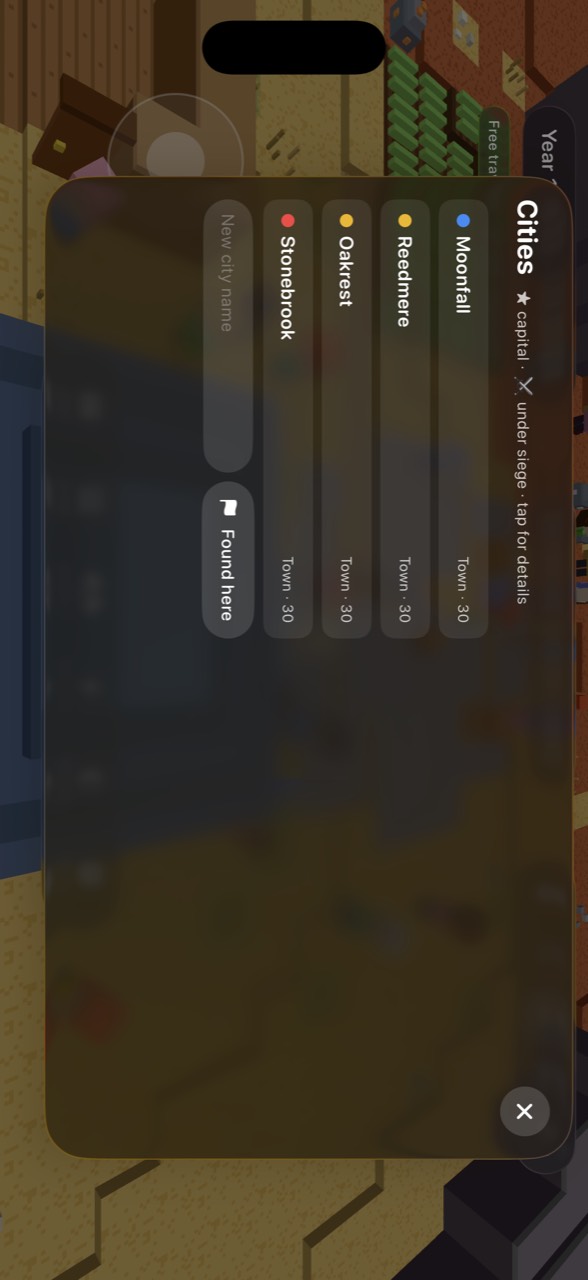 Year
Free tra
Cities ★ capital · ⚔ under siege · tap for details
Moonfall Town · 30
Reedmere Town · 30
Oakrest Town · 30
Stonebrook Town · 30
New city name Found here